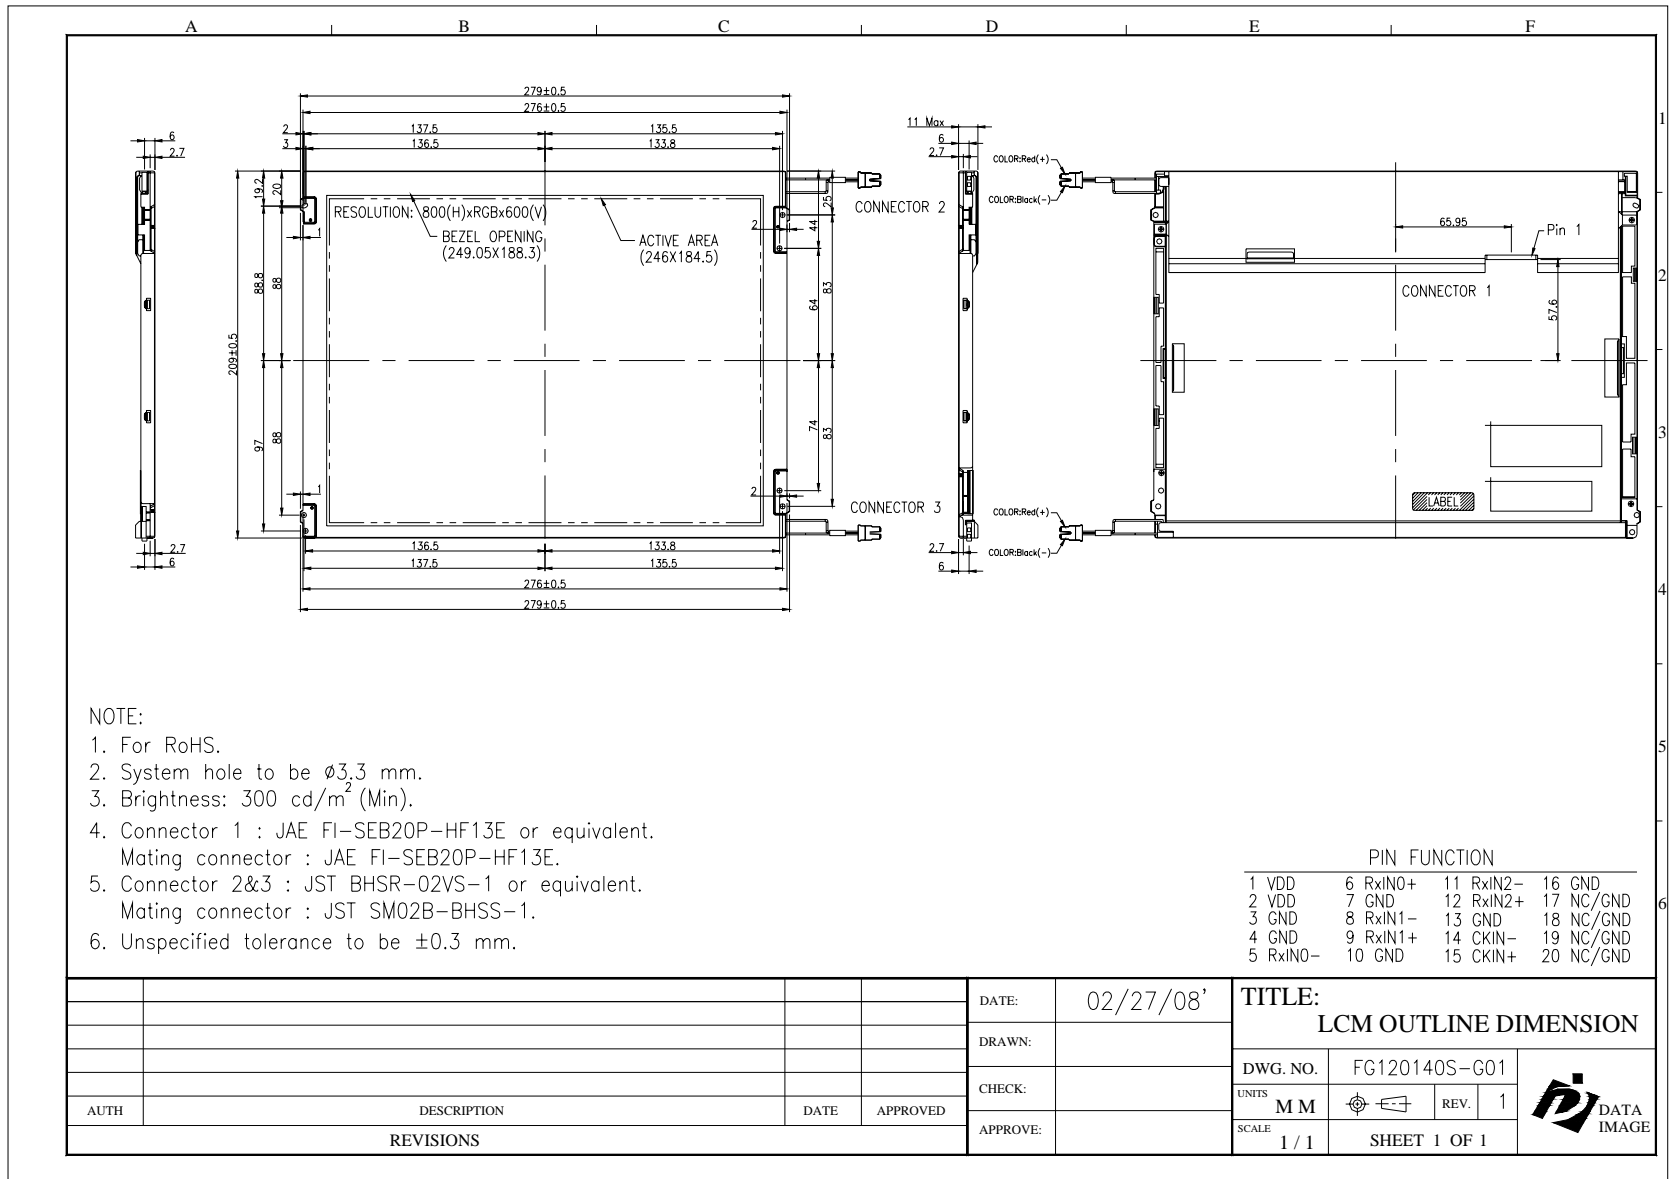 A B C D E F
1
2
3
4
5
6
279±0.5
276±0.5
2 137.5 135.5
3 136.5 133.8
6
2.7
19.2
20
1
88.8
88
209±0.5
97
88
1
2.7
6
RESOLUTION: 800(H)xRGBx600(V)
BEZEL OPENING
(249.05X188.3)
ACTIVE AREA
(246X184.5)
25
44
2
83
64
74
83
2
CONNECTOR 2
CONNECTOR 3
136.5 133.8
137.5 135.5
276±0.5
279±0.5
11 Max
6
2.7
COLOR:Red(+)
COLOR:Black(-)
COLOR:Red(+)
COLOR:Black(-)
2.7
6
65.95
Pin 1
CONNECTOR 1
57.6
LABEL
NOTE:
1. For RoHS.
2. System hole to be ø3.3 mm.
3. Brightness: 300 cd/m² (Min).
4. Connector 1 : JAE FI-SEB20P-HF13E or equivalent.
Mating connector : JAE FI-SEB20P-HF13E.
5. Connector 2&3 : JST BHSR-02VS-1 or equivalent.
Mating connector : JST SM02B-BHSS-1.
6. Unspecified tolerance to be ±0.3 mm.
PIN FUNCTION
1 VDD 6 RxIN0+ 11 RxIN2- 16 GND
2 VDD 7 GND 12 RxIN2+ 17 NC/GND
3 GND 8 RxIN1- 13 GND 18 NC/GND
4 GND 9 RxIN1+ 14 CKIN- 19 NC/GND
5 RxIN0- 10 GND 15 CKIN+ 20 NC/GND
AUTH DESCRIPTION DATE APPROVED
REVISIONS
DATE: 02/27/08'
DRAWN:
CHECK:
APPROVE:
TITLE:
LCM OUTLINE DIMENSION
DWG. NO. FG120140S-G01
UNITS MM REV. 1
SCALE 1 / 1 SHEET 1 OF 1
DATA
IMAGE